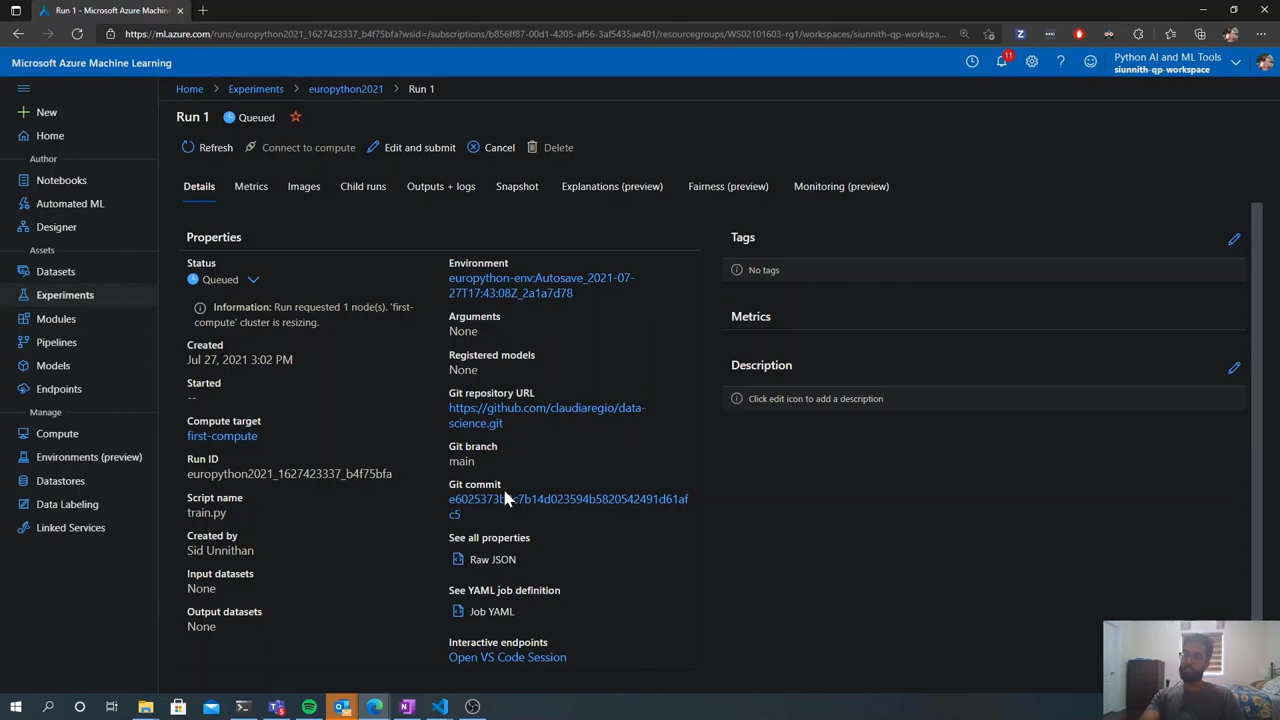 Run 1 - Microsoft Azure Machin
https://ml.azure.com/runs/europython2021_1627423337_b4f75bfa?wsid=/subscriptions/b856ff87-00d1-4205-af56-3af5435ae401/resourcegroups/WS02101603-rg1/workspaces/siunnith-qp-workspa...
Microsoft Azure Machine Learning
11
Python AI and ML Tools
siunnith-qp-workspace
New
Home
Author
Notebooks
Automated ML
Designer
Assets
Datasets
Experiments
Modules
Pipelines
Models
Endpoints
Manage
Compute
Environments (preview)
Datastores
Data Labeling
Linked Services
Home > Experiments > europython2021 > Run 1
Run 1 Queued
Refresh Connect to compute Edit and submit Cancel Delete
Details Metrics Images Child runs Outputs + logs Snapshot Explanations (preview) Fairness (preview) Monitoring (preview)
Properties
Status
Queued
Information: Run requested 1 node(s). 'first-
compute' cluster is resizing.
Created
Jul 27, 2021 3:02 PM
Started
--
Compute target
first-compute
Run ID
europython2021_1627423337_b4f75bfa
Script name
train.py
Created by
Sid Unnithan
Input datasets
None
Output datasets
None
Environment
europython-env:Autosave_2021-07-
27T17:43:08Z_2a1a7d78
Arguments
None
Registered models
None
Git repository URL
https://github.com/claudiaregio/data-
science.git
Git branch
main
Git commit
c5
See all properties
Raw JSON
See YAML job definition
Job YAML
Interactive endpoints
Open VS Code Session
Tags
No tags
Metrics
Description
Click edit icon to add a description